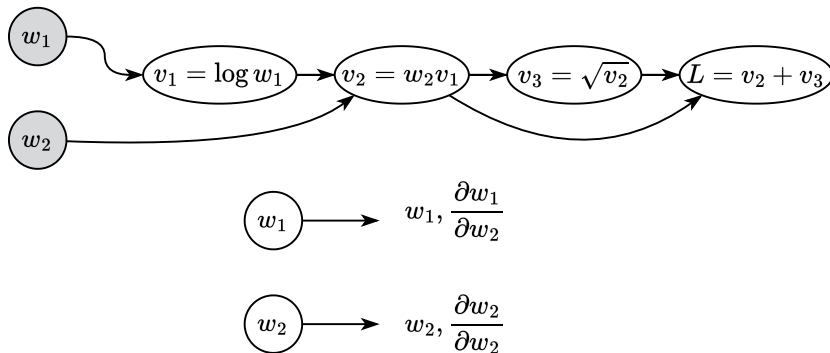 w₁
v₁ = log w₁ v₂ = w₂v₁ v₃ = √v₂ L = v₂ + v₃
w₂
w₁ w₁, ∂w₁/∂w₂
w₂ w₂, ∂w₂/∂w₂